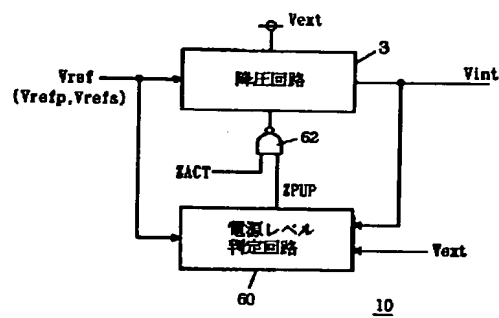 Vext
3
Vref
(Vrefp,Vrefs)
降圧回路
Vint
62
ZACT
ZPUP
電源レベル
判定回路
Vext
60
10